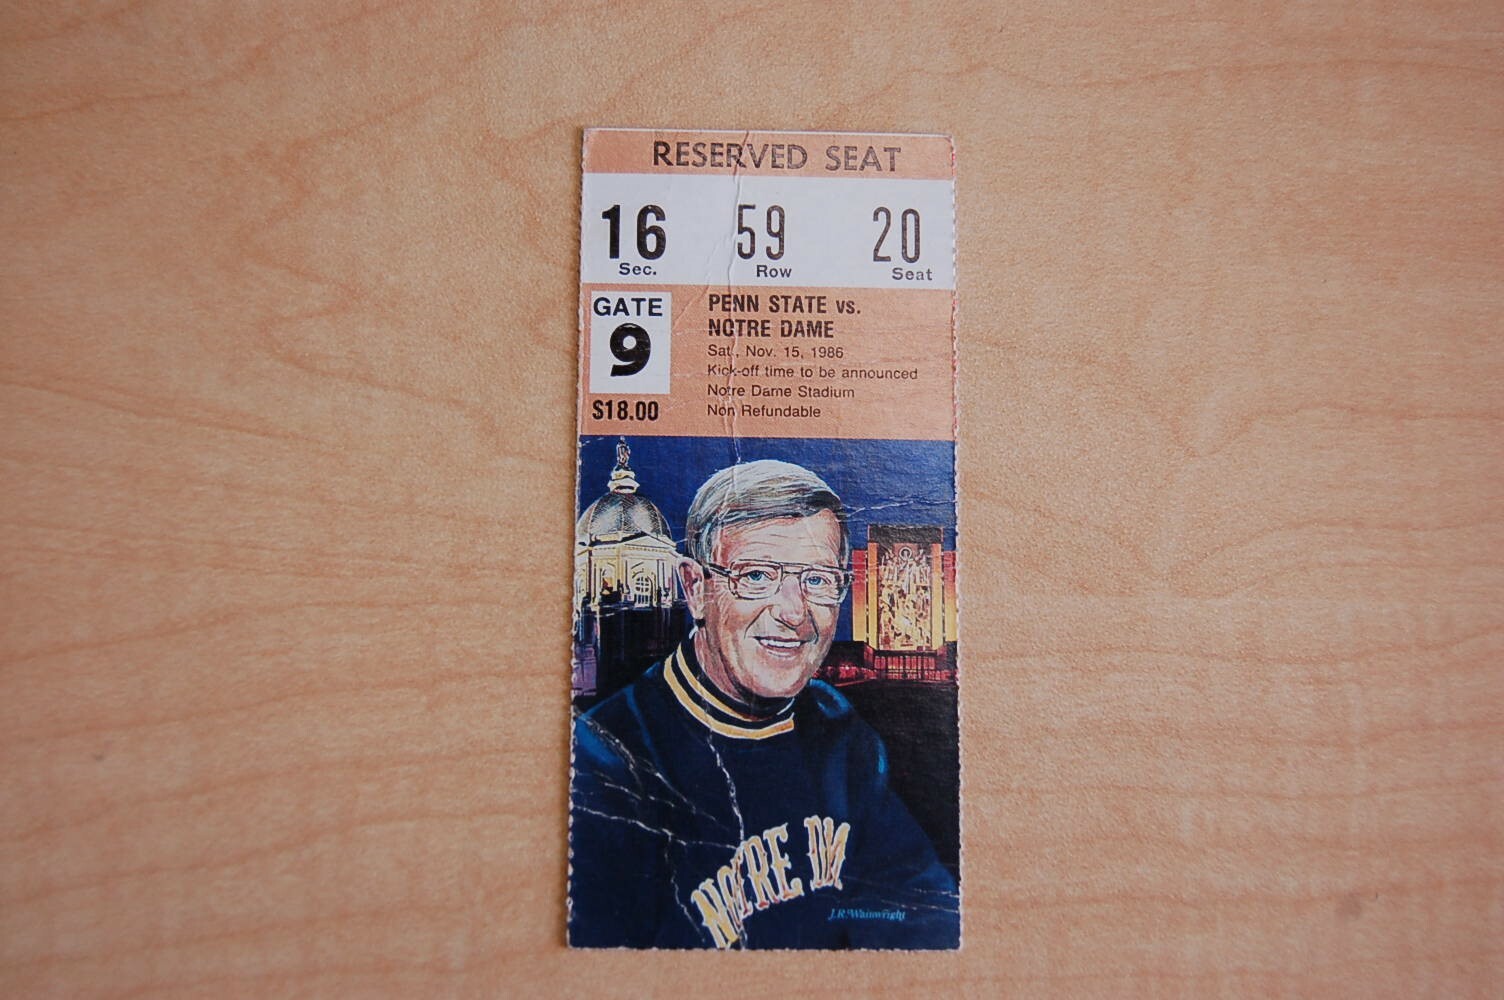 RESERVED SEAT
16 59 20
Sec. Row Seat
GATE
9
$18.00
PENN STATE vs.
NOTRE DAME
Sat., Nov. 15, 1986
Kick-off time to be announced
Notre Dame Stadium
Non Refundable
NOTRE DA
J.R. Wainwright